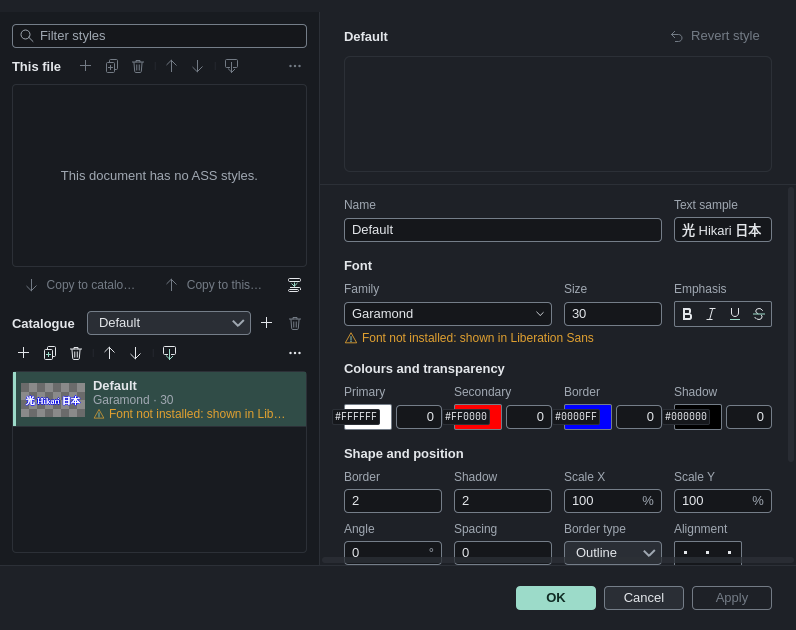 Filter styles
This file
This document has no ASS styles.
Copy to catalo…
Copy to this…
Catalogue
Default
光 Hikari 日本
Default
Garamond · 30
Font not installed: shown in Lib…
Default
Revert style
Name
Text sample
Default
光 Hikari 日本
Font
Family
Size
Emphasis
Garamond
30
B I U S
Font not installed: shown in Liberation Sans
Colours and transparency
Primary
Secondary
Border
Shadow
#FFFFFF
0
#FF0000
0
#0000FF
0
#000000
0
Shape and position
Border
Shadow
Scale X
Scale Y
2
2
100 %
100 %
Angle
Spacing
Border type
Alignment
0 °
0
Outline
OK
Cancel
Apply